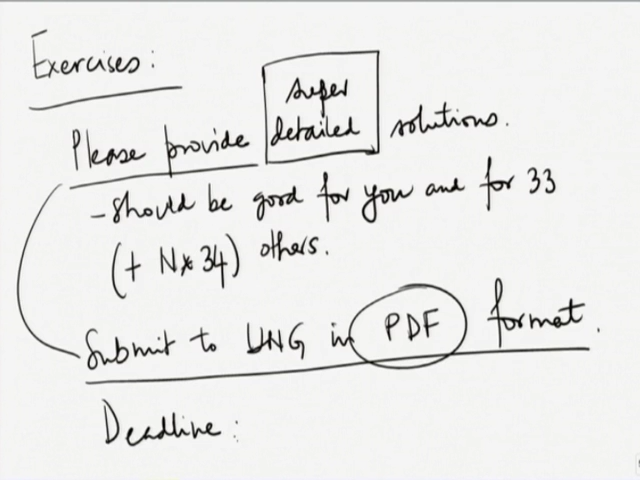 Exercises:
Please provide super detailed solutions.
- should be good for you and for 33
(+ N*34) others.
Submit to UNG in PDF format.
Deadline: